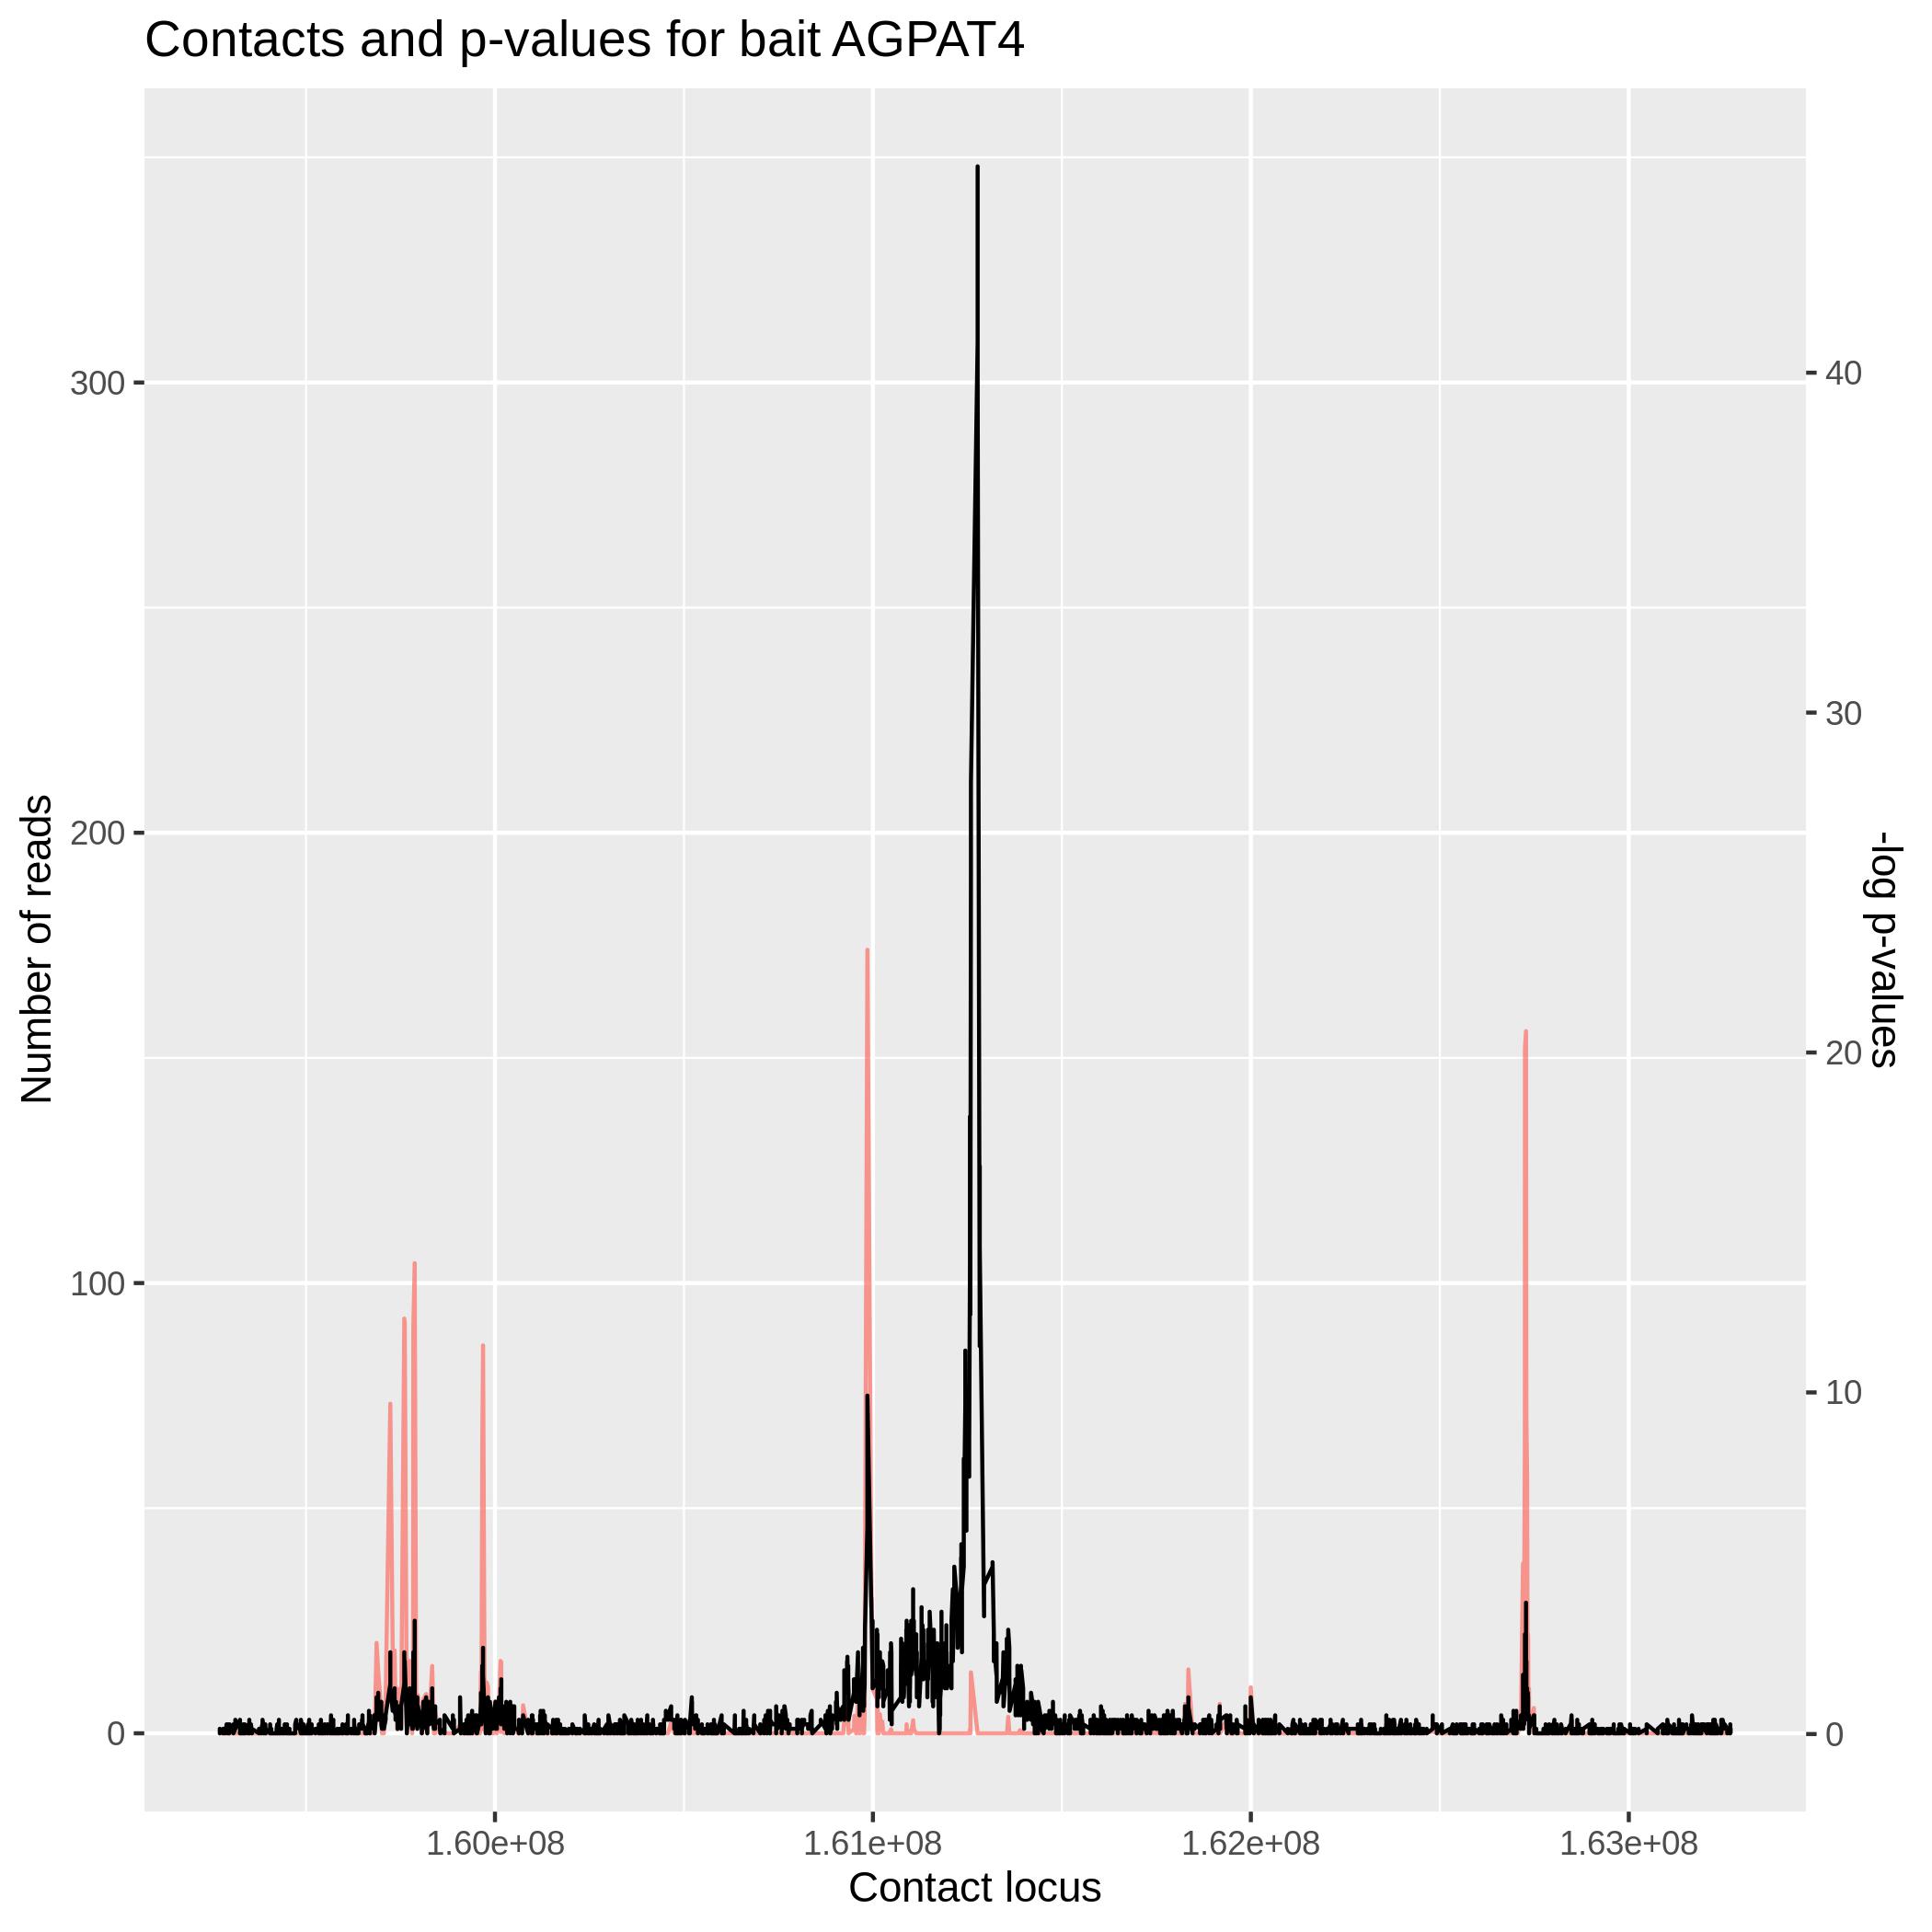 Contacts and p-values for bait AGPAT4
Number of reads
300
200
100
0
40
30
20
10
0
-log p-values
1.60e+08
1.61e+08
1.62e+08
1.63e+08
Contact locus